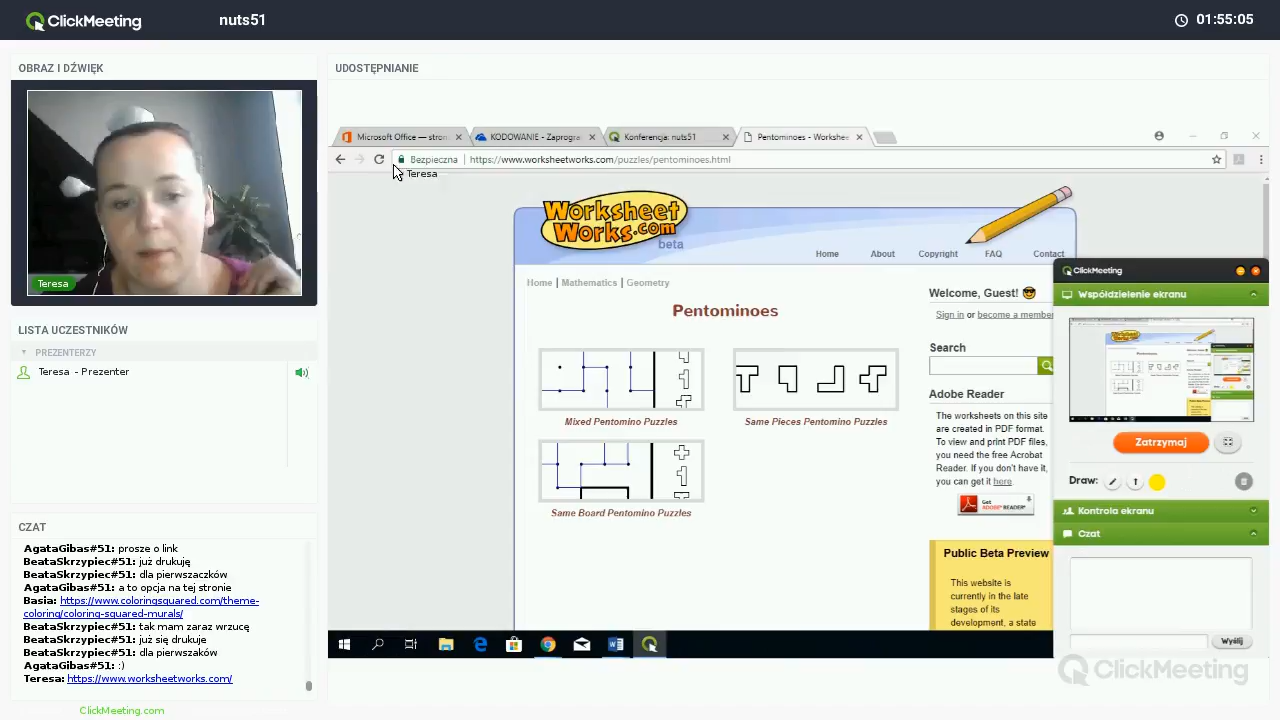 ClickMeeting
nuts51
01:55:05
OBRAZ I DŹWIĘK
Teresa
LISTA UCZESTNIKÓW
PREZENTERZY
Teresa - Prezenter
CZAT
AgataGibas#51: prosze o link
BeataSkrzypiec#51: już drukuję
BeataSkrzypiec#51: dla pierwszaczków
AgataGibas#51: a to opcja na tej stronie
Basia: https://www.coloringsquared.com/theme-
coloring/coloring-squared-murals/
BeataSkrzypiec#51: tak mam zaraz wrzucę
BeataSkrzypiec#51: już się drukuje
BeataSkrzypiec#51: dla pierwszaków
AgataGibas#51: :)
Teresa: https://www.worksheetworks.com/
ClickMeeting.com
UDOSTĘPNIANIE
Microsoft Office — stron
KODOWANIE - Zaprogra
Konferencja: nuts51
Pentominoes - Workshe
Bezpieczna
https://www.worksheetworks.com/puzzles/pentominoes.html
Teresa
Worksheet
Works.com
beta
Home About Copyright FAQ Contact
Home | Mathematics | Geometry
Pentominoes
Mixed Pentomino Puzzles
Same Pieces Pentomino Puzzles
Same Board Pentomino Puzzles
Welcome, Guest!
Sign in or become a member
Search
Adobe Reader
The worksheets on this site
are created in PDF format.
To view and print PDF files,
you need the free Acrobat
Reader. If you don't have it,
you can get it here.
Get
ADOBE® READER®
Public Beta Preview
This website is
currently in the late
stages of its
development, a state
ClickMeeting
Współdzielenie ekranu
Zatrzymaj
Draw:
Kontrola ekranu
Czat
Wyślij
ClickMeeting